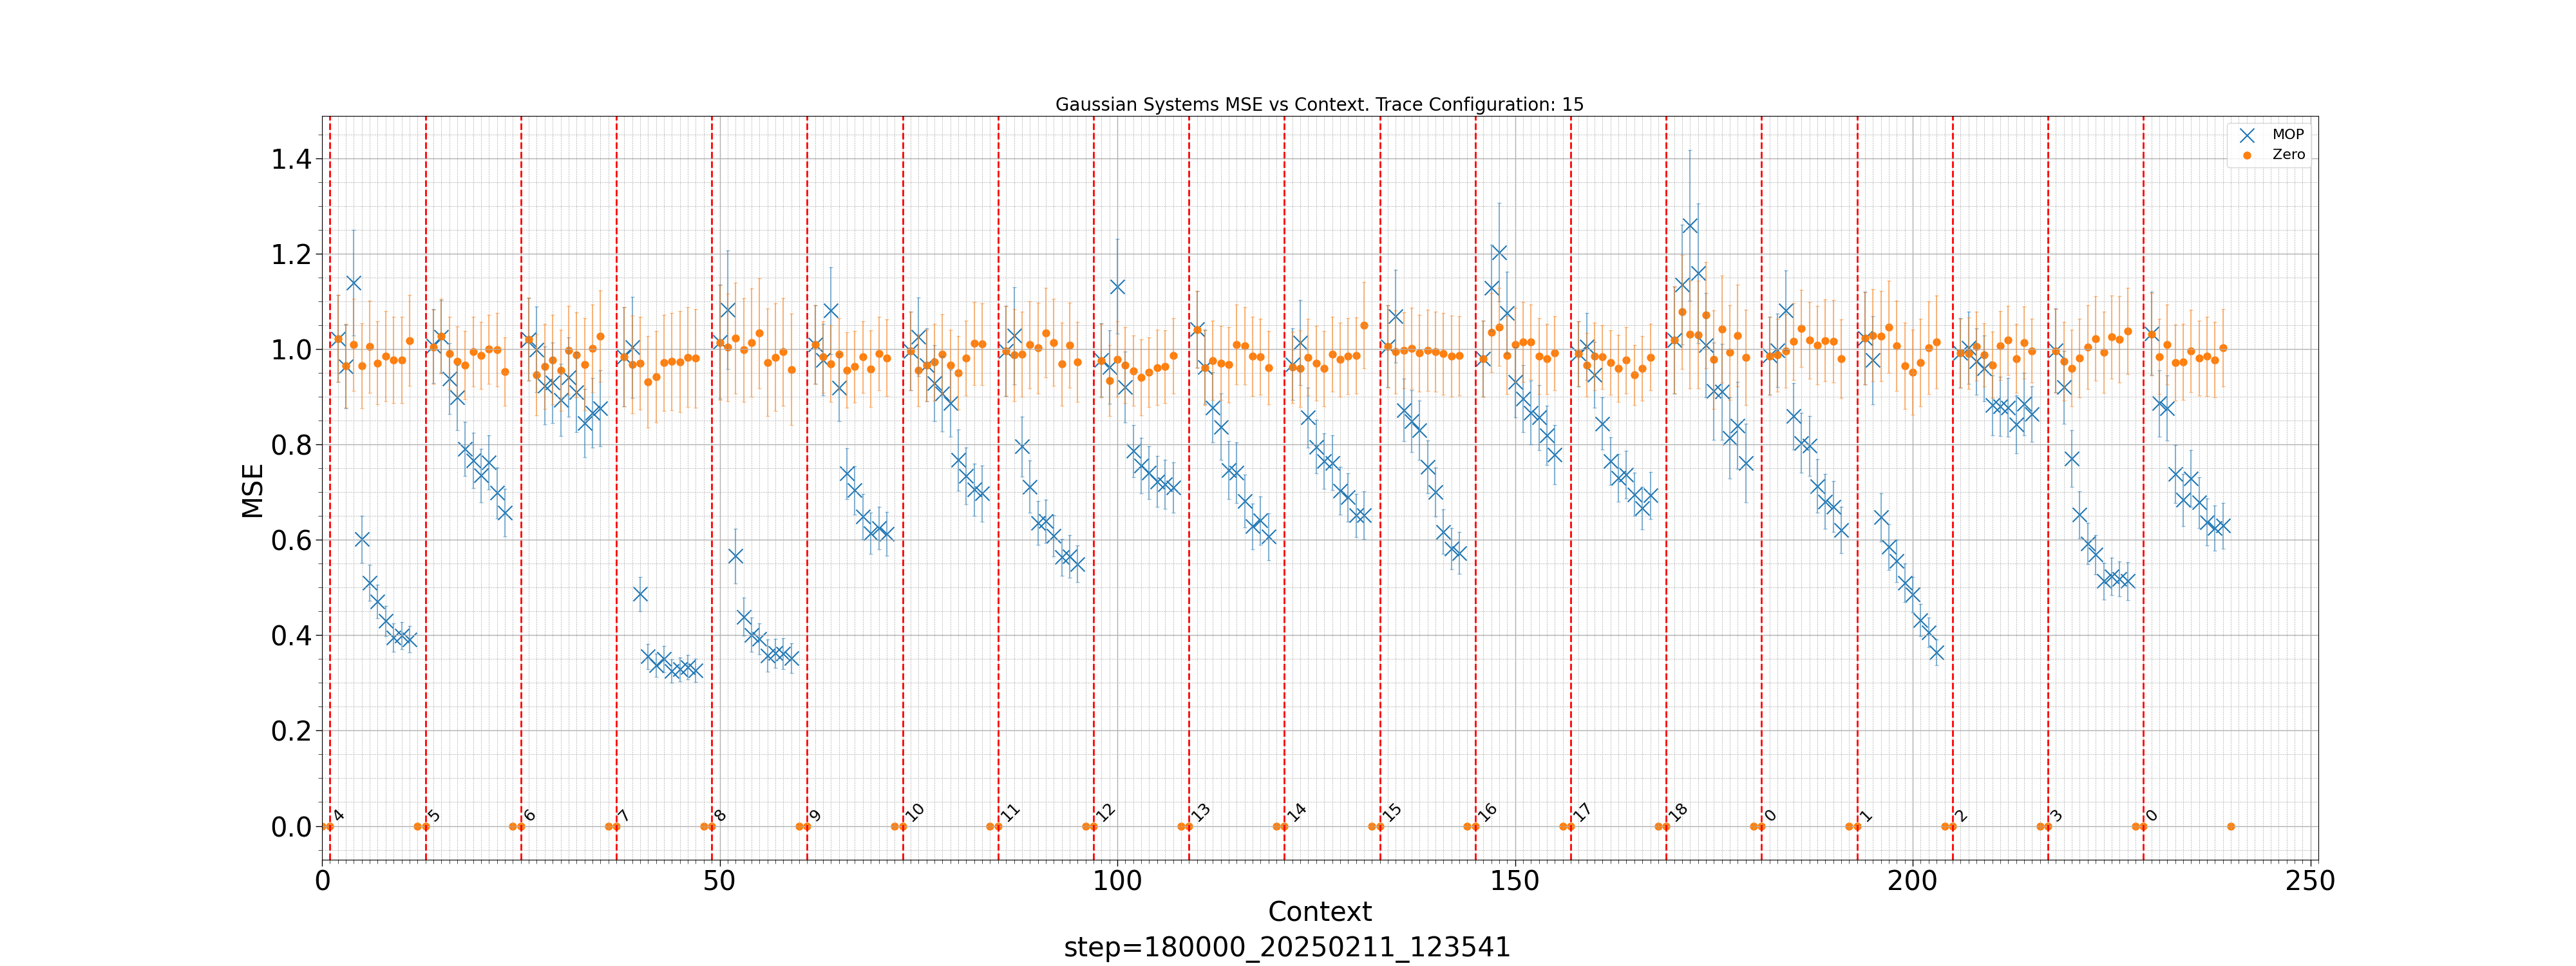 Gaussian Systems MSE vs Context. Trace Configuration: 15
MOP
Zero
1.4
1.2
1.0
0.8
0.6
0.4
0.2
0.0
MSE
4 5 6 7 8 9 10 11 12 13 14 15 16 17 18 0 1 2 3 0
0 50 100 150 200 250
Context
step=180000_20250211_123541